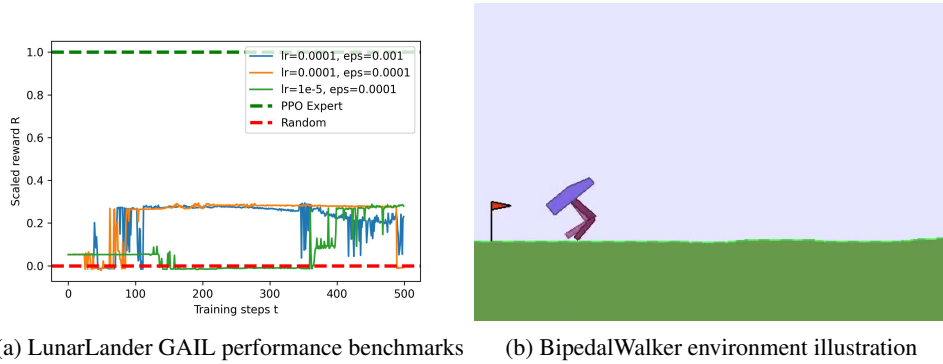 lr=0.0001, eps=0.001
lr=0.0001, eps=0.0001
lr=1e-5, eps=0.0001
PPO Expert
Random
Scaled reward R
1.0
0.8
0.6
0.4
0.2
0.0
0 100 200 300 400 500
Training steps t
(a) LunarLander GAIL performance benchmarks
(b) BipedalWalker environment illustration